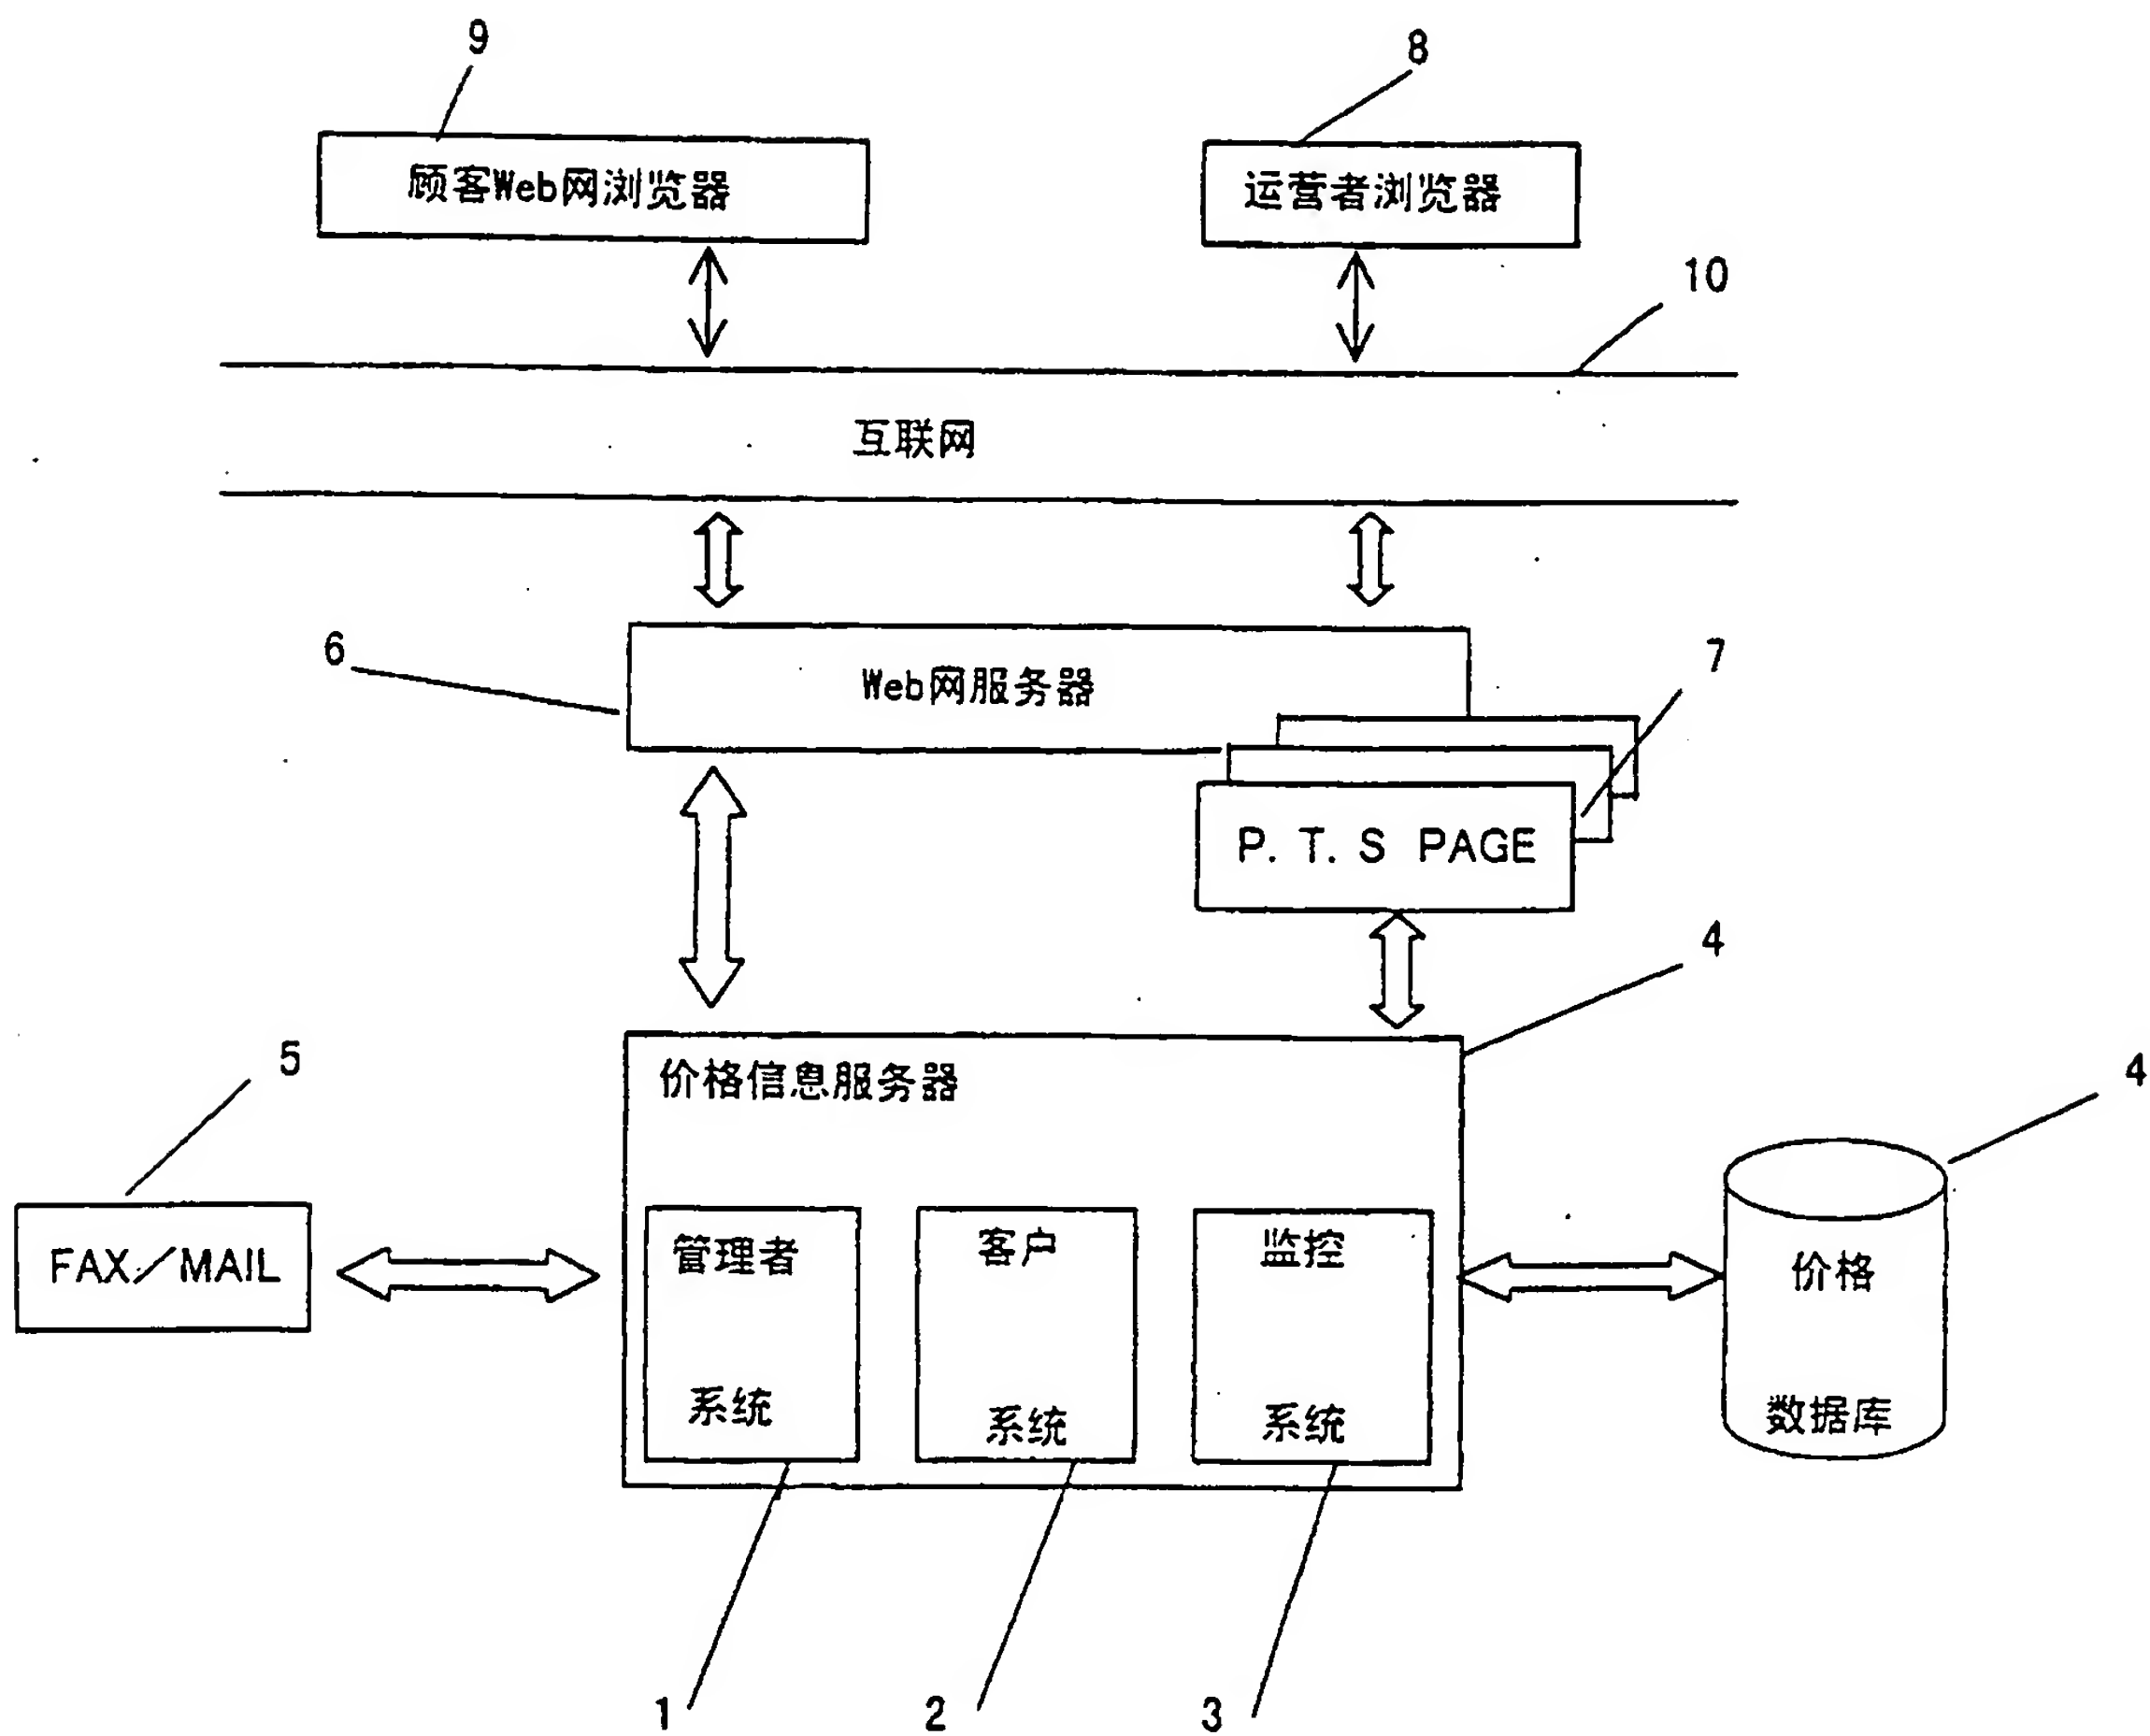 9
8
顾客Web网浏览器
运营者浏览器
10
互联网
6
Web网服务器
7
P. T. S PAGE
4
价格信息服务器
5
4
FAX／MAIL
管理者
系统
客户
系统
监控
系统
价格
数据库
1
2
3